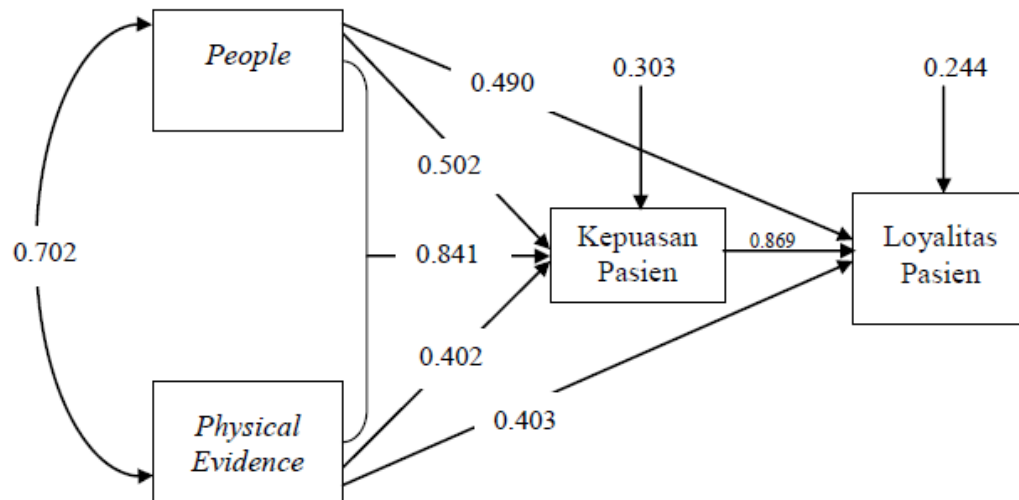 People
0.303
0.244
0.490
0.502
Kepuasan
Pasien
0.869
Loyalitas
Pasien
0.702
0.841
0.402
0.403
Physical
Evidence